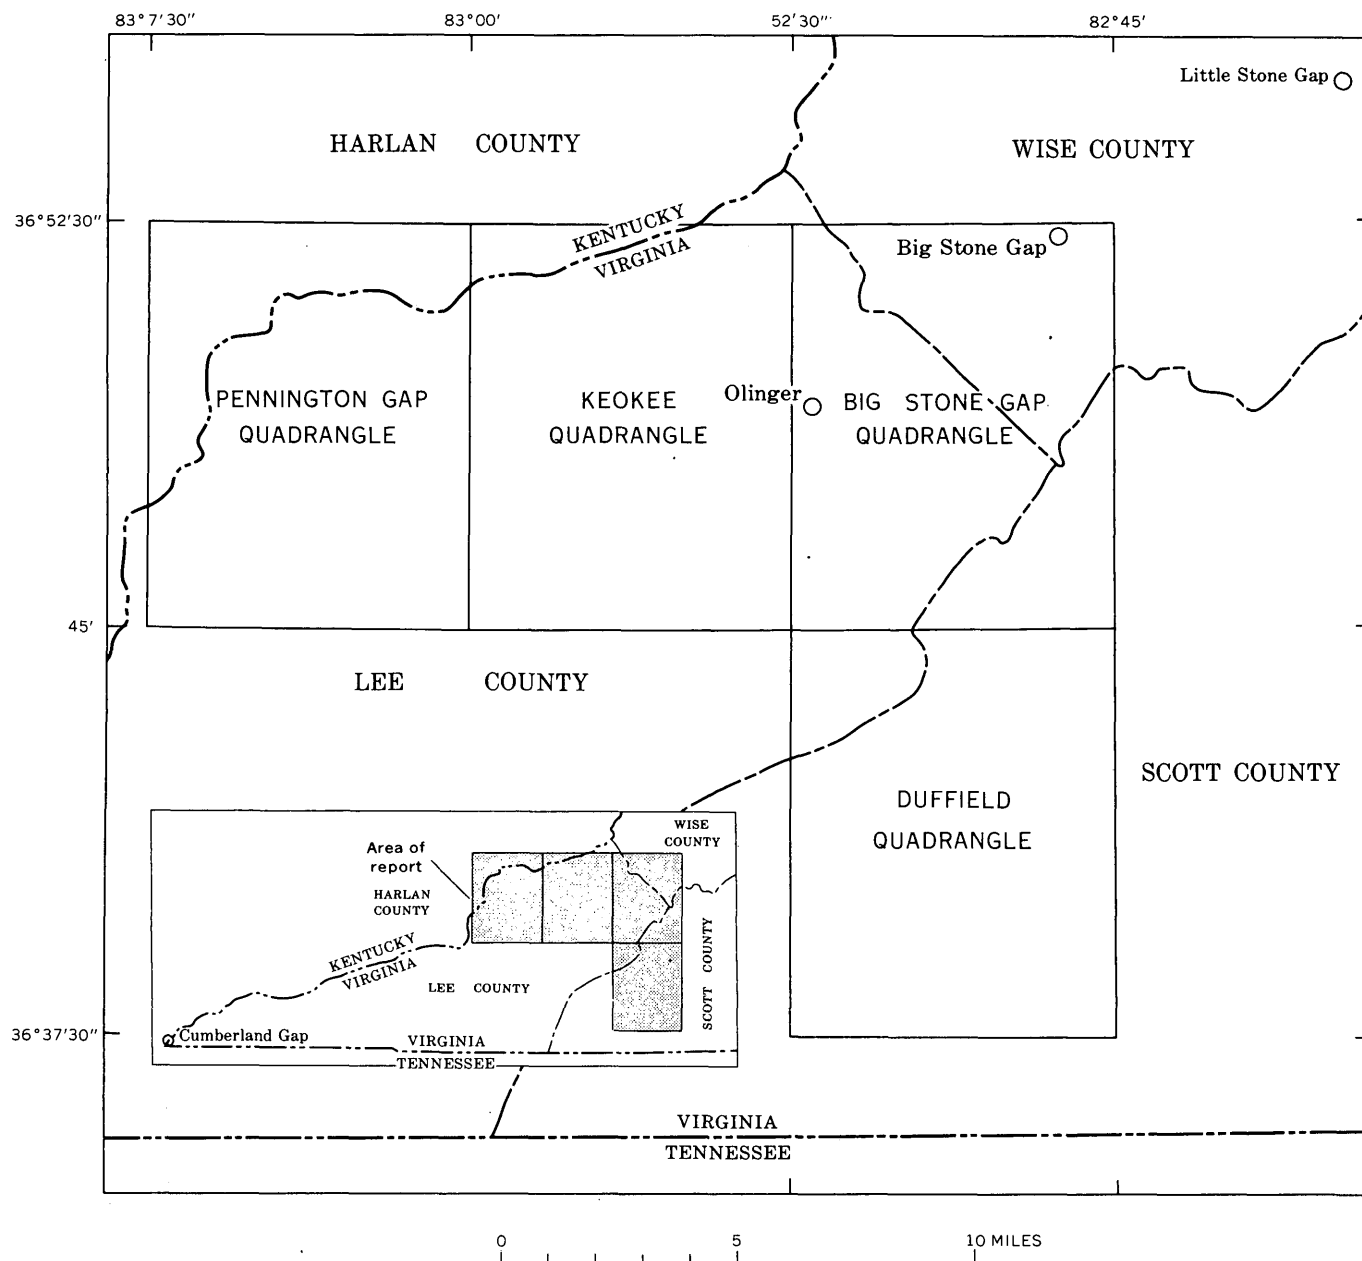 83°7'30" 83°00' 52'30" 82°45'
Little Stone Gap
HARLAN COUNTY
WISE COUNTY
36°52'30"
KENTUCKY
VIRGINIA
Big Stone Gap
PENNINGTON GAP
QUADRANGLE
KEOKEE
QUADRANGLE
Olinger
BIG STONE GAP
QUADRANGLE
45'
LEE COUNTY
SCOTT COUNTY
DUFFIELD
QUADRANGLE
WISE
COUNTY
Area of
report
HARLAN
COUNTY
KENTUCKY
VIRGINIA
LEE COUNTY
SCOTT COUNTY
36°37'30"
Cumberland Gap
VIRGINIA
TENNESSEE
VIRGINIA
TENNESSEE
0 5 10 MILES